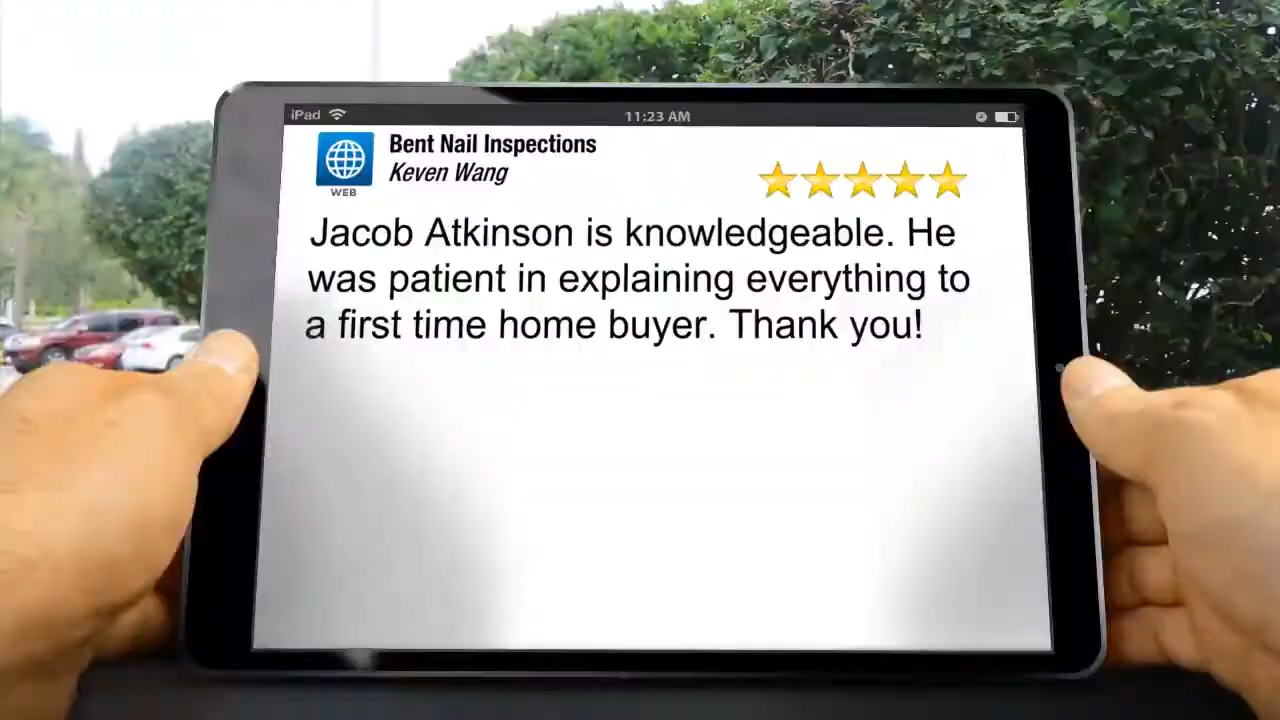 iPad
11:23 AM
Bent Nail Inspections
Keven Wang
WEB
Jacob Atkinson is knowledgeable. He
was patient in explaining everything to
a first time home buyer. Thank you!